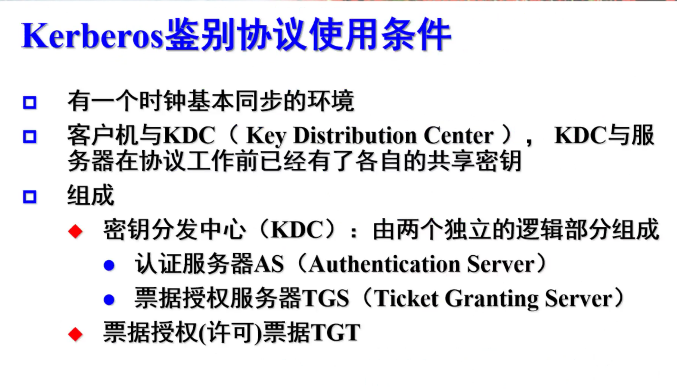 Kerberos鉴别协议使用条件
有一个时钟基本同步的环境
客户机与KDC（ Key Distribution Center ）， KDC与服
务器在协议工作前已经有了各自的共享密钥
组成
密钥分发中心（KDC）：由两个独立的逻辑部分组成
认证服务器AS（Authentication Server）
票据授权服务器TGS（Ticket Granting Server）
票据授权(许可)票据TGT